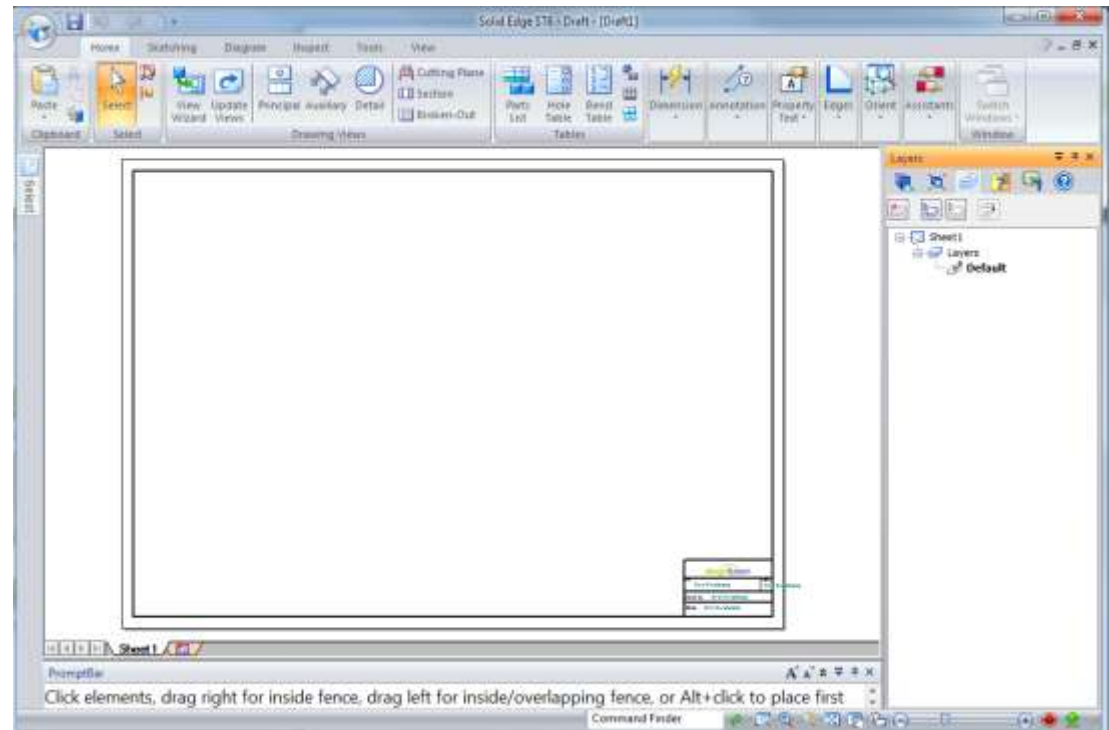 Solid Edge ST6 - Draft - [Draft1]
Home Sketching Diagram Inspect Tools View
Paste
Select
View Wizard
Update Views
Principal Auxiliary Detail
Cutting Plane
Section
Broken-Out
Parts List
Hole Table
Bend Table
Dimension Annotation
Property Text
Edges Orient Assistants
Switch Windows
Clipboard Select Drawing Views Tables Window
Select
Layers
Sheet1
Layers
Default
Sheet1
PromptBar
Click elements, drag right for inside fence, drag left for inside/overlapping fence, or Alt+click to place first
Command Finder